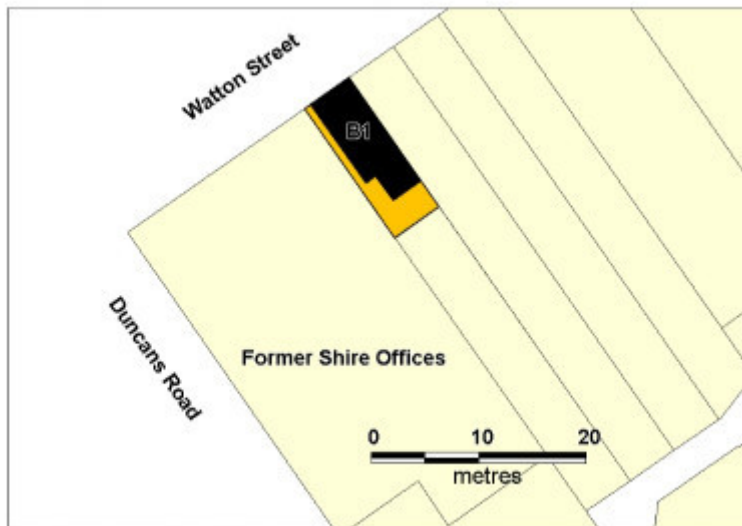 Watton Street
B1
Duncans Road
Former Shire Offices
0 10 20
metres